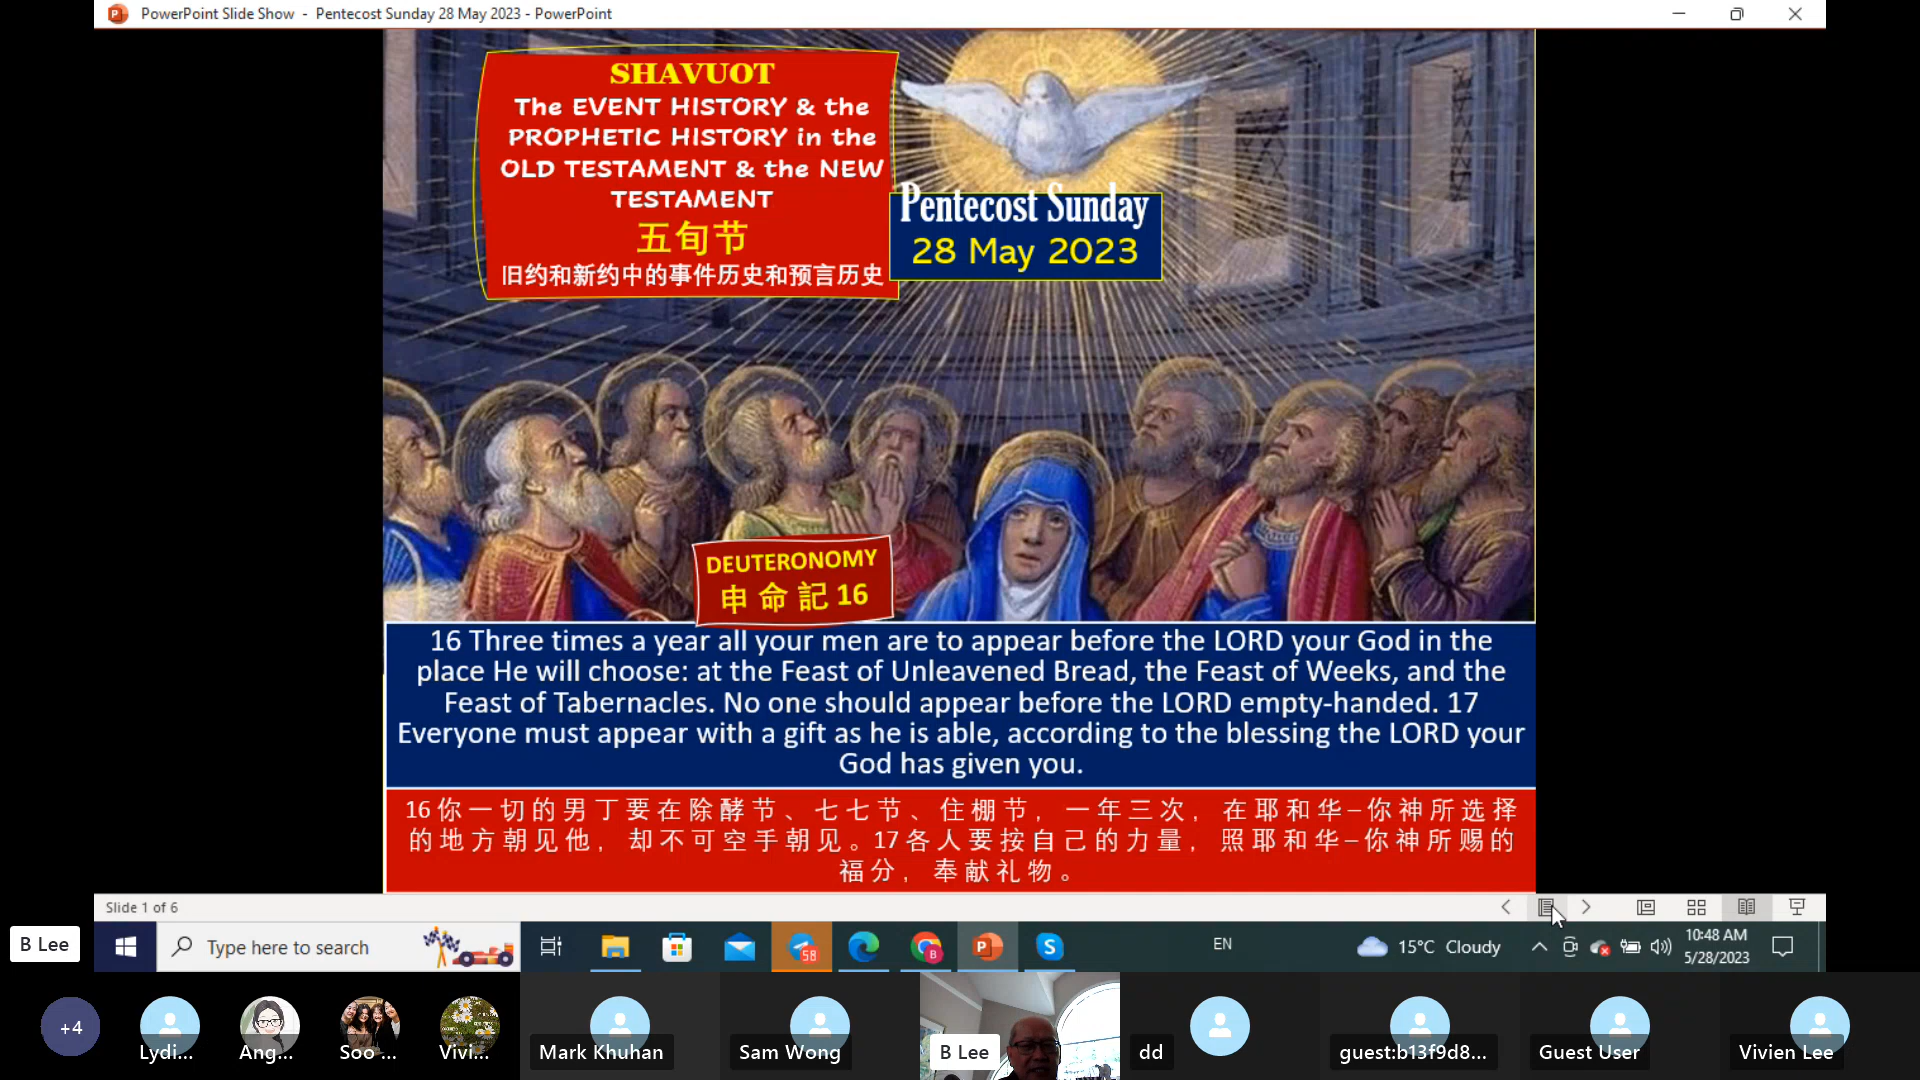 PowerPoint Slide Show - Pentecost Sunday 28 May 2023 - PowerPoint
SHAVUOT
The EVENT HISTORY & the
PROPHETIC HISTORY in the
OLD TESTAMENT & the NEW
TESTAMENT
五旬节
旧约和新约中的事件历史和预言历史
Pentecost Sunday
28 May 2023
DEUTERONOMY
申命記 16
16 Three times a year all your men are to appear before the LORD your God in the
place He will choose: at the Feast of Unleavened Bread, the Feast of Weeks, and the
Feast of Tabernacles. No one should appear before the LORD empty-handed. 17
Everyone must appear with a gift as he is able, according to the blessing the LORD your
God has given you.
16你一切的男丁要在除酵节、七七节、住棚节，一年三次，在耶和华─你神所选择
的地方朝见他，却不可空手朝见。17各人要按自己的力量，照耶和华─你神所赐的
福分，奉献礼物。
Slide 1 of 6
B Lee
Type here to search
58
B
EN
15°C Cloudy
10:48 AM
5/28/2023
+4
Lydi...
Ang...
Soo ...
Vivi...
Mark Khuhan
Sam Wong
B Lee
dd
guest:b13f9d8...
Guest User
Vivien Lee